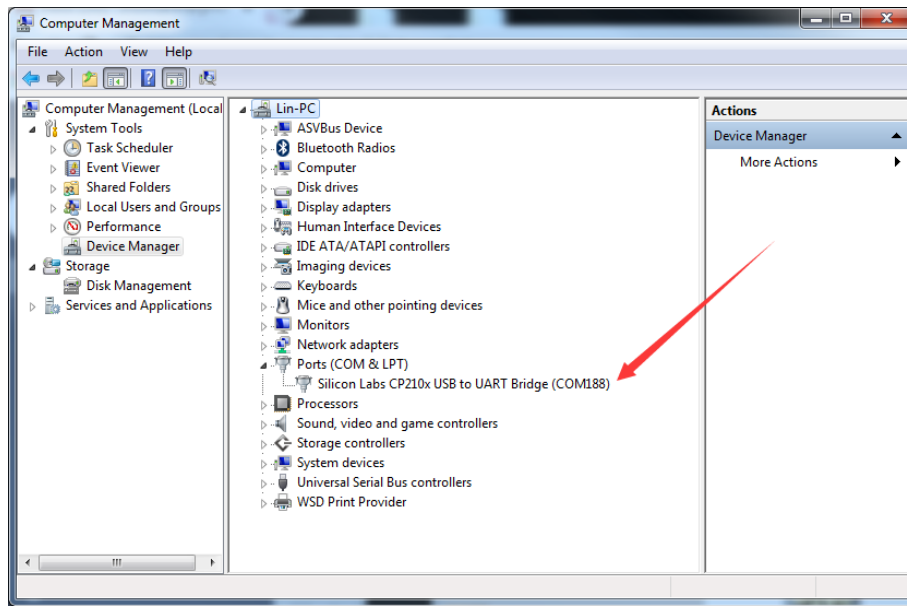 Computer Management
File Action View Help
Computer Management (Local
System Tools
Task Scheduler
Event Viewer
Shared Folders
Local Users and Groups
Performance
Device Manager
Storage
Disk Management
Services and Applications
Lin-PC
ASVBus Device
Bluetooth Radios
Computer
Disk drives
Display adapters
Human Interface Devices
IDE ATA/ATAPI controllers
Imaging devices
Keyboards
Mice and other pointing devices
Monitors
Network adapters
Ports (COM & LPT)
Silicon Labs CP210x USB to UART Bridge (COM188)
Processors
Sound, video and game controllers
Storage controllers
System devices
Universal Serial Bus controllers
WSD Print Provider
Actions
Device Manager
More Actions